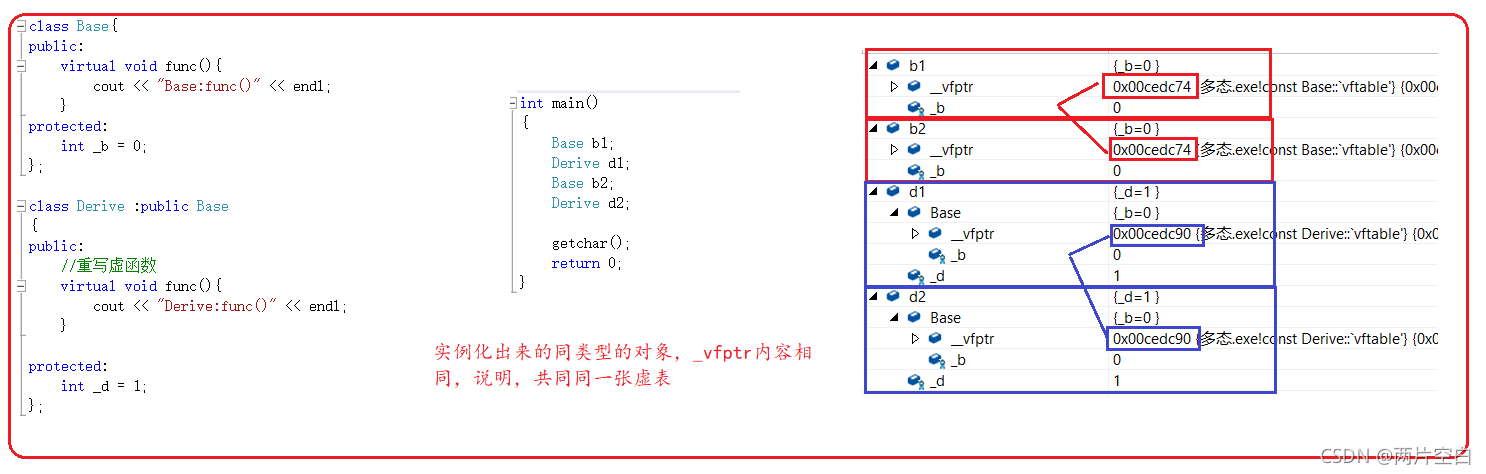 class Base{
public:
virtual void func(){
cout << "Base:func()" << endl;
}
protected:
int _b = 0;
};
class Derive :public Base
{
public:
//重写虚函数
virtual void func(){
cout << "Derive:func()" << endl;
}
protected:
int _d = 1;
};
int main()
{
Base b1;
Derive d1;
Base b2;
Derive d2;
getchar();
return 0;
}
实例化出来的同类型的对象，_vfptr内容相
同，说明，共同同一张虚表
b1 {_b=0 }
__vfptr 0x00cedc74 {多态.exe!const Base::`vftable'} {0x00c
_b 0
b2 {_b=0 }
__vfptr 0x00cedc74 {多态.exe!const Base::`vftable'} {0x00c
_b 0
d1 {_d=1 }
Base {_b=0 }
__vfptr 0x00cedc90 {多态.exe!const Derive::`vftable'} {0x0
_b 0
_d 1
d2 {_d=1 }
Base {_b=0 }
__vfptr 0x00cedc90 {多态.exe!const Derive::`vftable'} {0x0
_b 0
_d 1
CSDN @两片空白